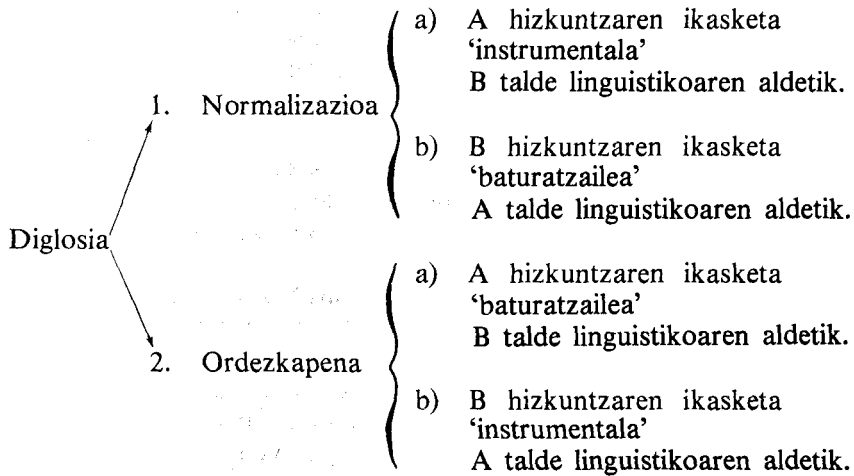 a) A hizkuntzaren ikasketa
‘instrumentala’
B talde linguistikoaren aldetik.
1. Normalizazioa
b) B hizkuntzaren ikasketa
‘baturatzailea’
A talde linguistikoaren aldetik.
Diglosia
a) A hizkuntzaren ikasketa
‘baturatzailea’
B talde linguistikoaren aldetik.
2. Ordezkapena
b) B hizkuntzaren ikasketa
‘instrumentala’
A talde linguistikoaren aldetik.